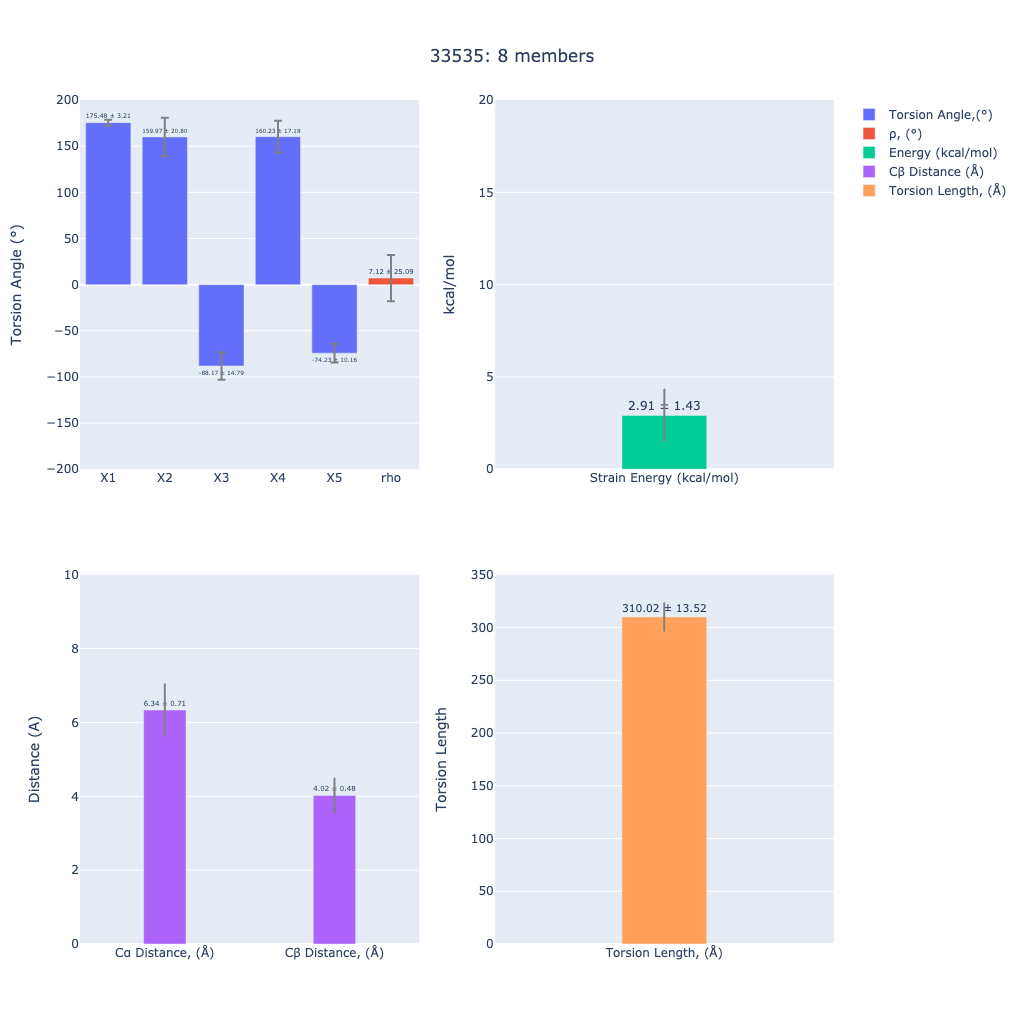 33535: 8 members
Torsion Angle (°)
200
150
100
50
0
−50
−100
−150
−200
175.48 ± 3.21
159.97 ± 20.80
-88.17 ± 14.79
160.23 ± 17.18
-74.23 ± 10.16
7.12 ± 25.09
X1 X2 X3 X4 X5 rho
kcal/mol
20
15
10
5
0
2.91 ± 1.43
Strain Energy (kcal/mol)
Torsion Angle,(°)
ρ, (°)
Energy (kcal/mol)
Cβ Distance (Å)
Torsion Length, (Å)
Distance (A)
10
8
6
4
2
0
6.34 ± 0.71
4.02 ± 0.48
Cα Distance, (Å) Cβ Distance, (Å)
Torsion Length
350
300
250
200
150
100
50
0
310.02 ± 13.52
Torsion Length, (Å)